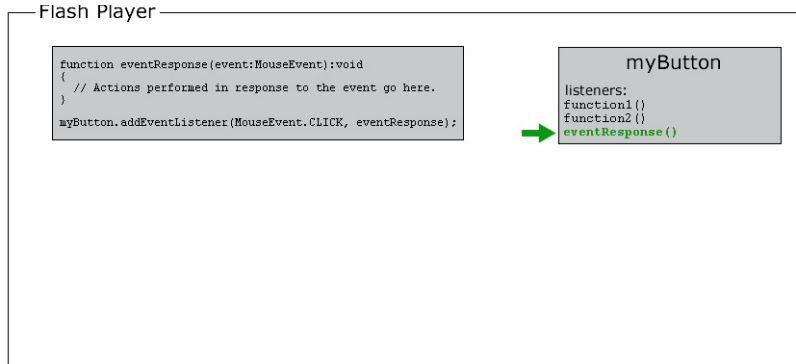 Flash Player
function eventResponse(event:MouseEvent):void
{
// Actions performed in response to the event go here.
}
myButton.addEventListener(MouseEvent.CLICK, eventResponse);
myButton
listeners:
function1()
function2()
eventResponse()